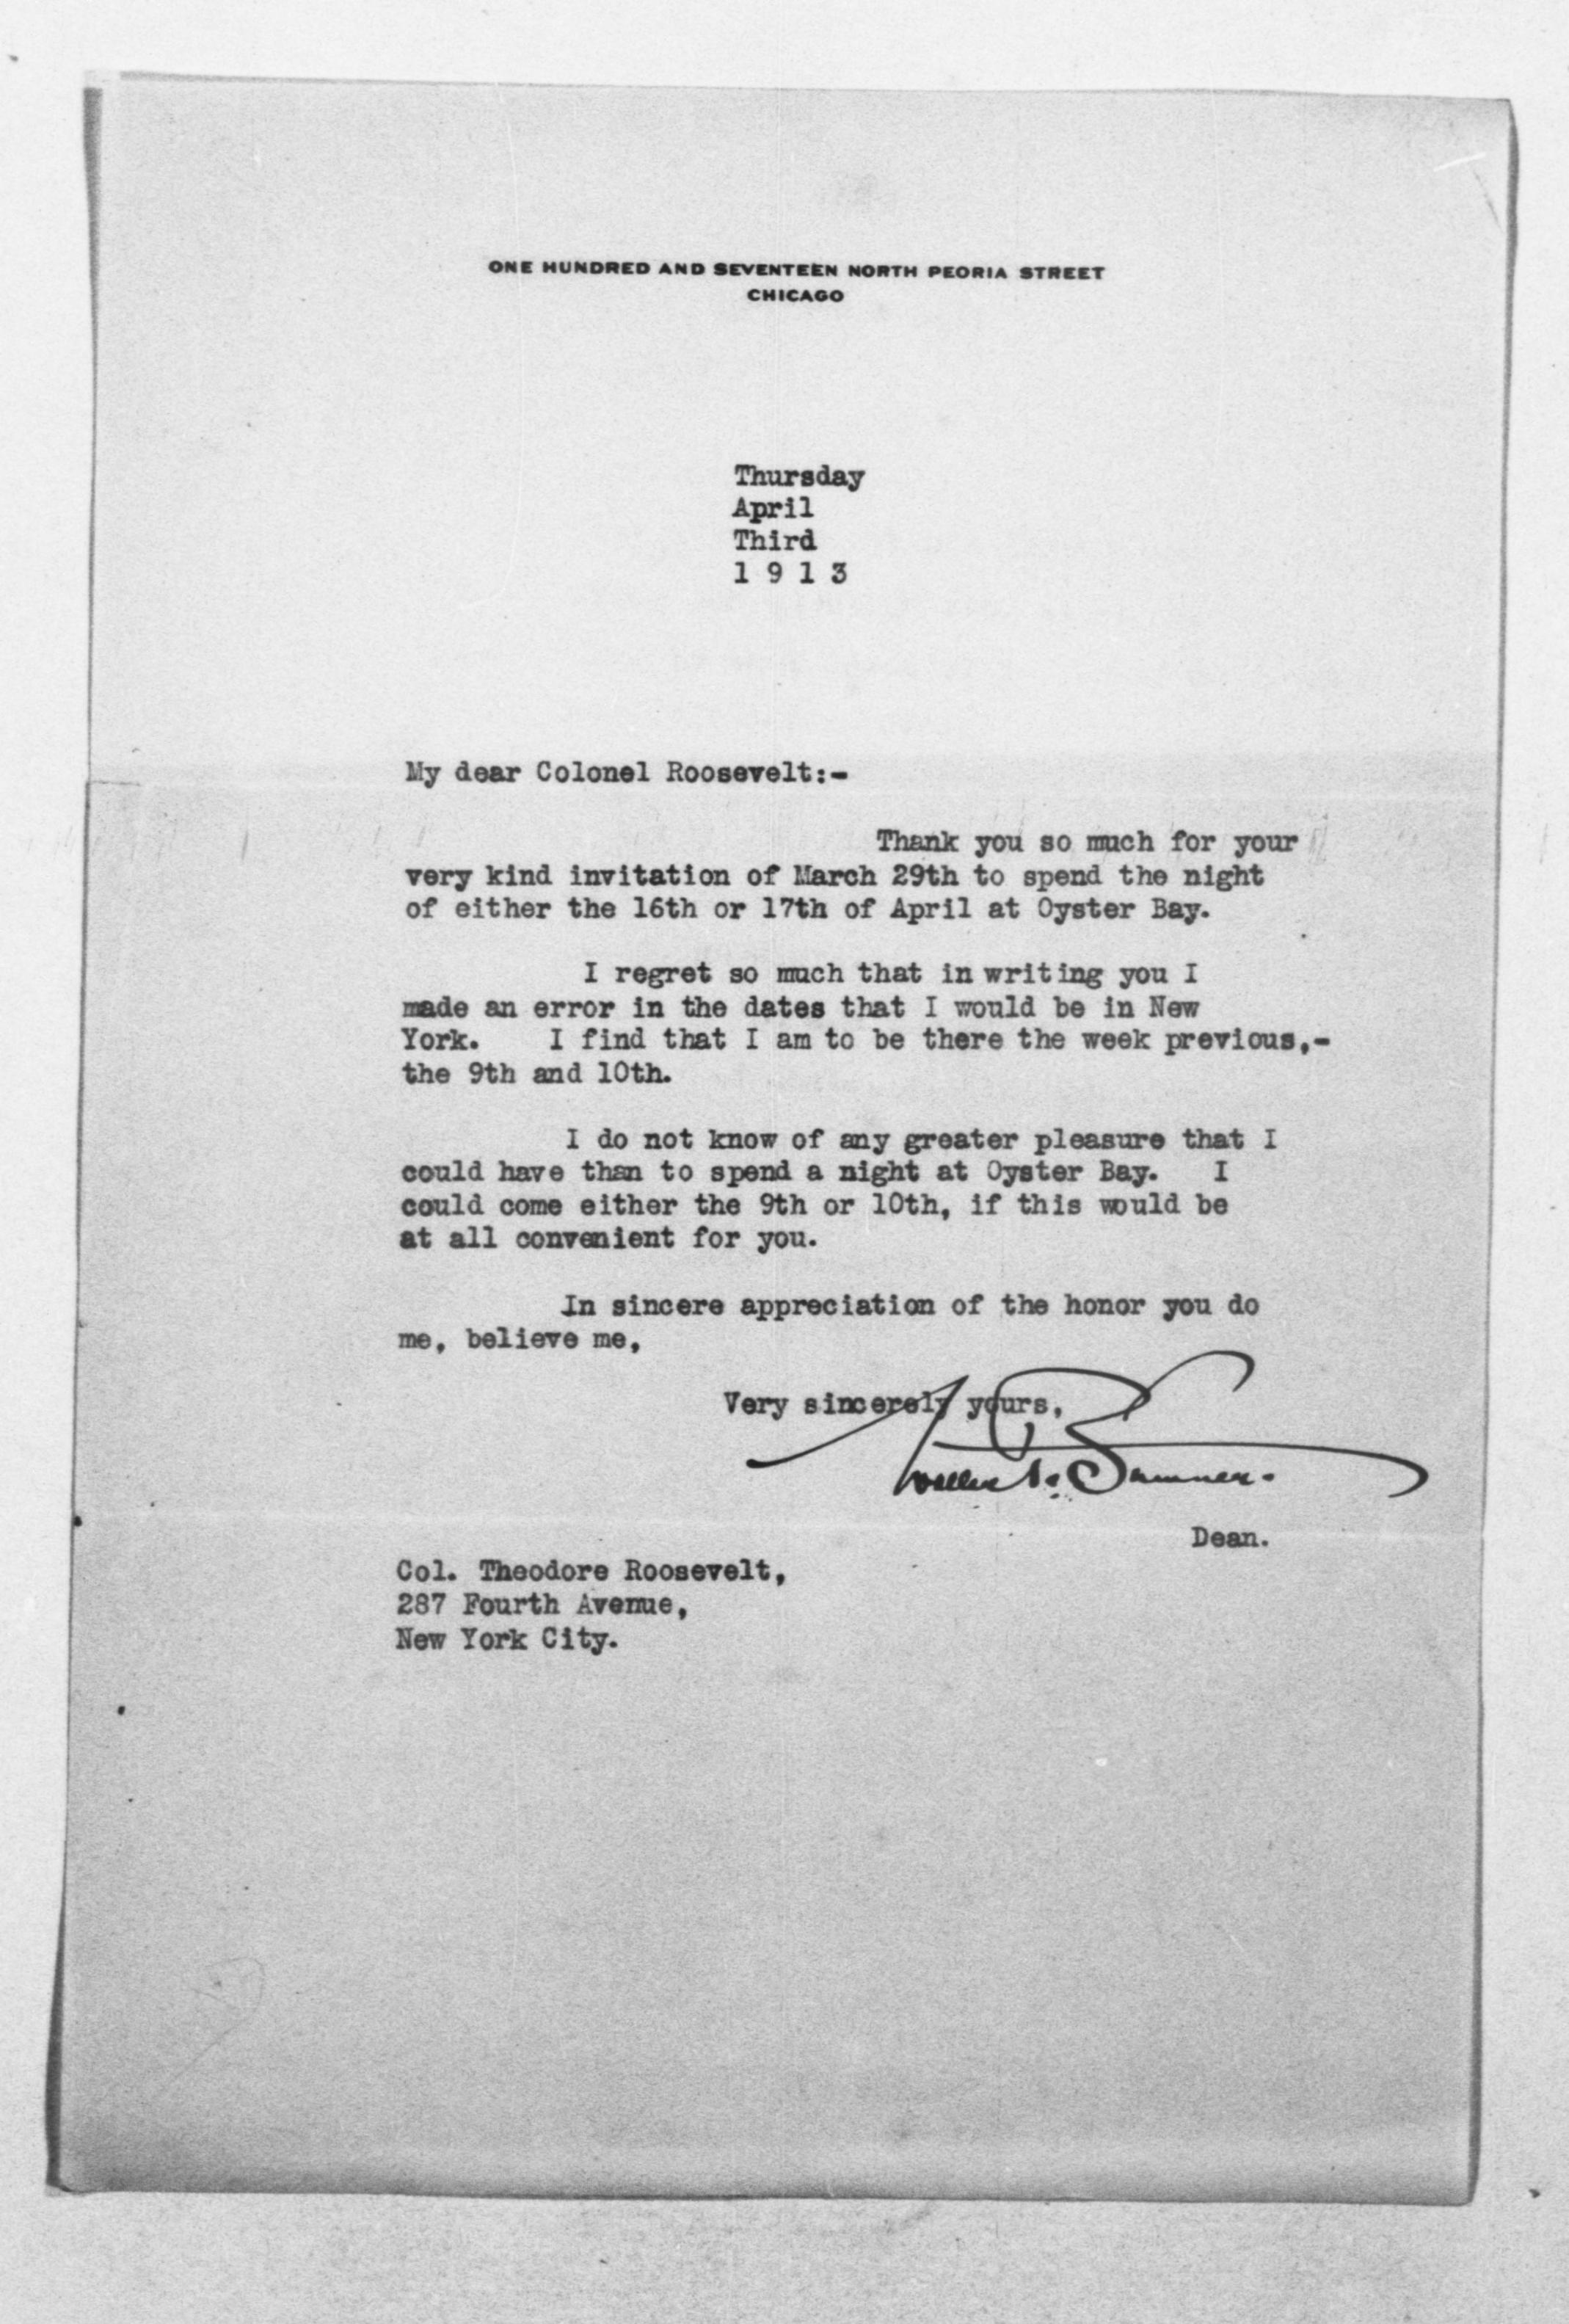 ONE HUNDRED AND SEVENTEEN NORTH PEORIA STREET
CHICAGO
Thursday
April
Third
1 9 1 3
My dear Colonel Roosevelt:-
Thank you so much for your
very kind invitation of March 29th to spend the night
of either the 16th or 17th of April at Oyster Bay.
I regret so much that in writing you I
made an error in the dates that I would be in New
York. I find that I am to be there the week previous,-
the 9th and 10th.
I do not know of any greater pleasure that I
could have than to spend a night at Oyster Bay. I
could come either the 9th or 10th, if this would be
at all convenient for you.
In sincere appreciation of the honor you do
me, believe me,
Very sincerely yours,
Sumner.
Dean.
Col. Theodore Roosevelt,
287 Fourth Avenue,
New York City.